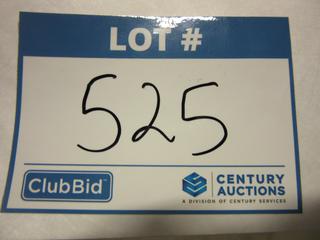 LOT #
525
ClubBid
CENTURY
AUCTIONS
A DIVISION OF CENTURY SERVICES